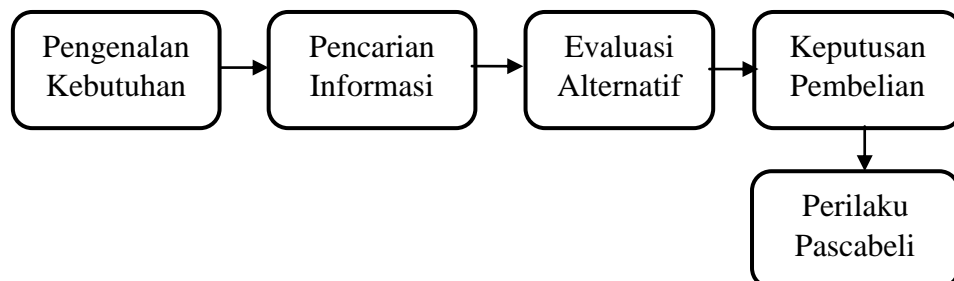 Pengenalan
Kebutuhan
Pencarian
Informasi
Evaluasi
Alternatif
Keputusan
Pembelian
Perilaku
Pascabeli